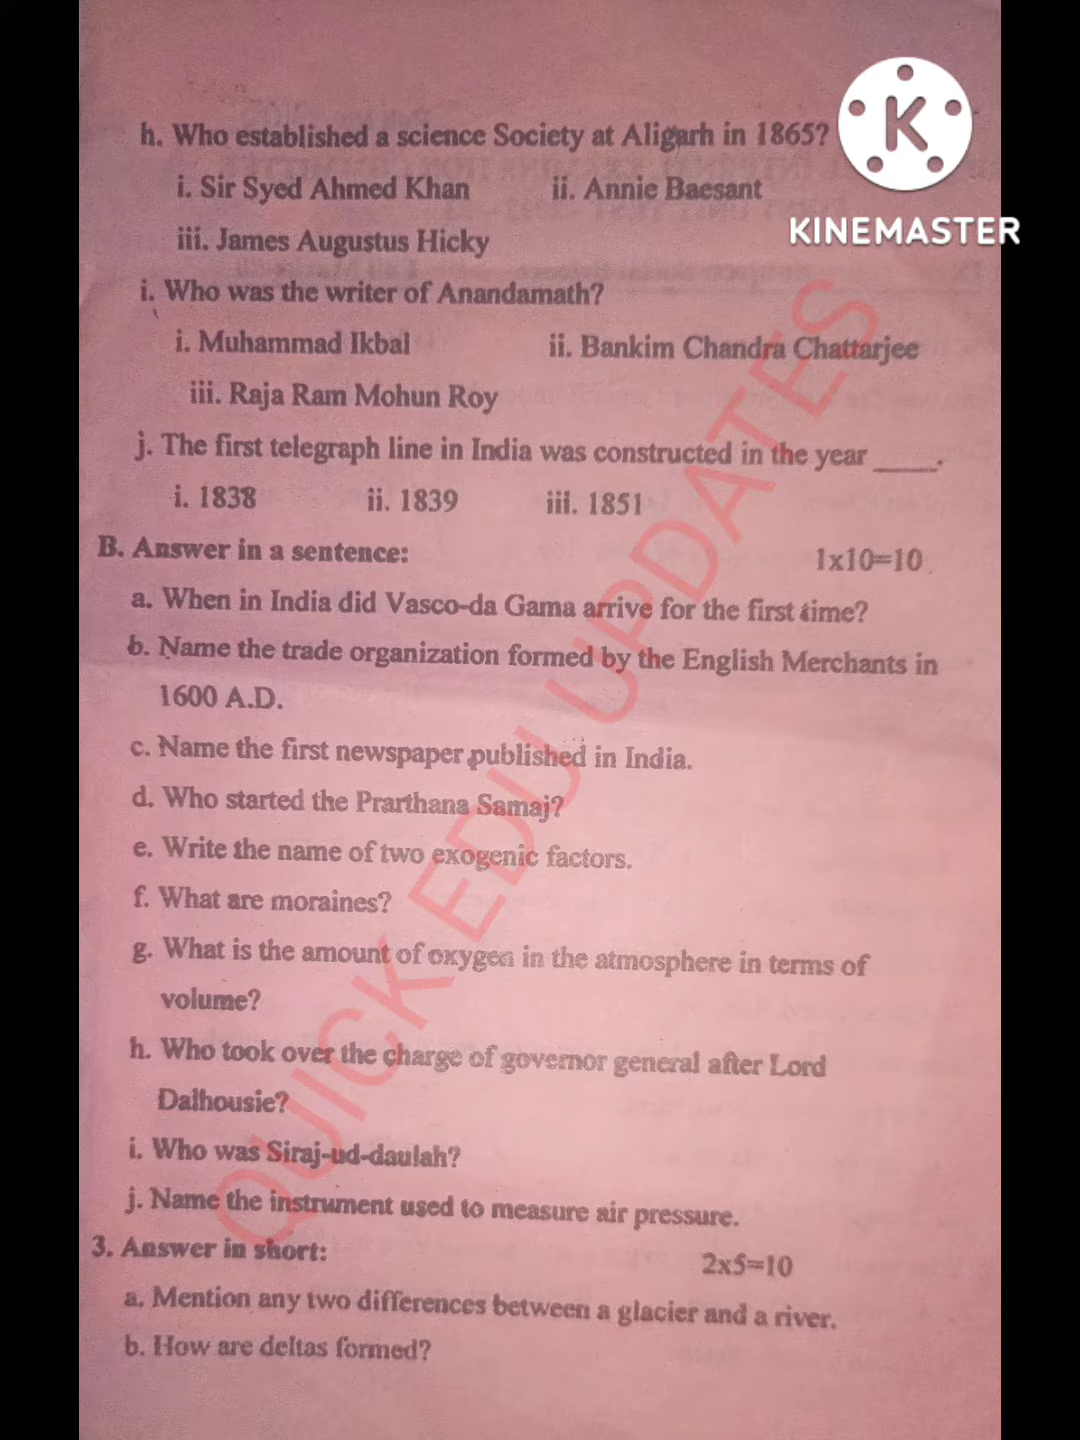 K
KINEMASTER
h. Who established a science Society at Aligarh in 1865?
i. Sir Syed Ahmed Khan ii. Annie Baesant
iii. James Augustus Hicky
i. Who was the writer of Anandamath?
i. Muhammad Ikbal ii. Bankim Chandra Chattarjee
iii. Raja Ram Mohun Roy
j. The first telegraph line in India was constructed in the year ____.
i. 1838 ii. 1839 iii. 1851
B. Answer in a sentence: 1x10=10
a. When in India did Vasco-da Gama arrive for the first time?
b. Name the trade organization formed by the English Merchants in
1600 A.D.
c. Name the first newspaper published in India.
d. Who started the Prarthana Samaj?
e. Write the name of two exogenic factors.
f. What are moraines?
g. What is the amount of oxygen in the atmosphere in terms of
volume?
h. Who took over the charge of governor general after Lord
Dalhousie?
i. Who was Siraj-ud-daulah?
j. Name the instrument used to measure air pressure.
3. Answer in short: 2x5=10
a. Mention any two differences between a glacier and a river.
b. How are deltas formed?
QUICK EDU UPDATES